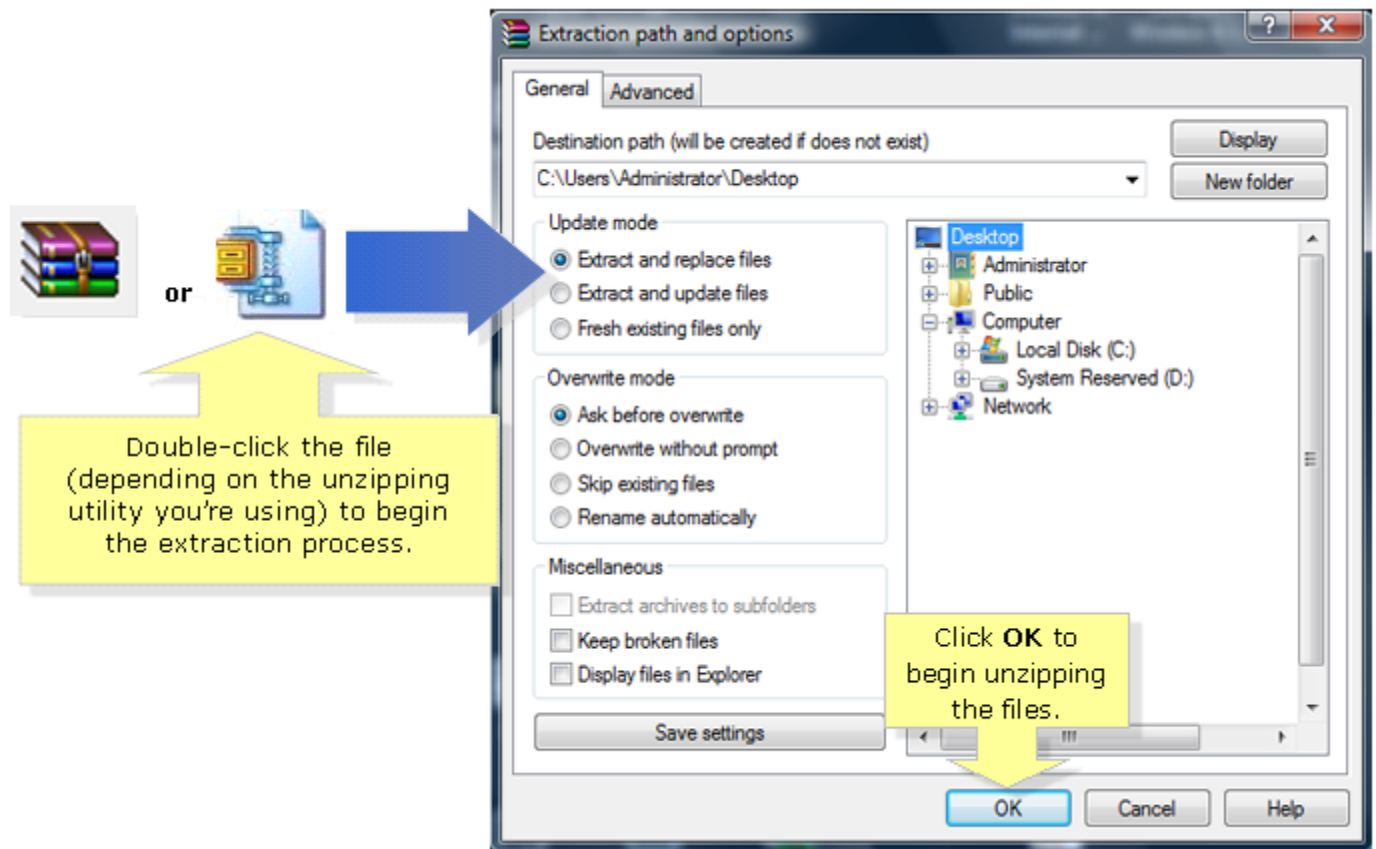 Extraction path and options
General
Advanced
Destination path (will be created if does not exist)
Display
C:\Users\Administrator\Desktop
New folder
Update mode
Extract and replace files
Extract and update files
Fresh existing files only
Desktop
Administrator
Public
Computer
Local Disk (C:)
System Reserved (D:)
Network
or
Double-click the file
(depending on the unzipping
utility you're using) to begin
the extraction process.
Overwrite mode
Ask before overwrite
Overwrite without prompt
Skip existing files
Rename automatically
Miscellaneous
Extract archives to subfolders
Keep broken files
Display files in Explorer
Save settings
Click OK to
begin unzipping
the files.
OK
Cancel
Help